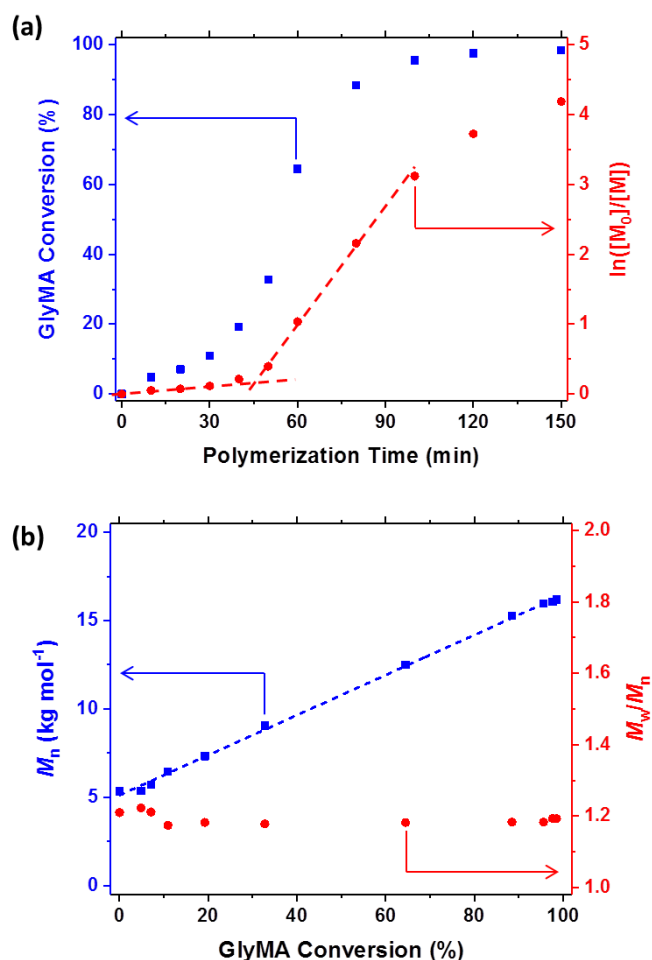 (a)
100
80
60
40
20
0
GlyMA Conversion (%)
5
4
3
2
1
0
ln([M₀]/[M])
0 30 60 90 120 150
Polymerization Time (min)
(b)
20
15
10
5
0
Mn (kg mol⁻¹)
2.0
1.8
1.6
1.4
1.2
1.0
Mw/Mn
0 20 40 60 80 100
GlyMA Conversion (%)